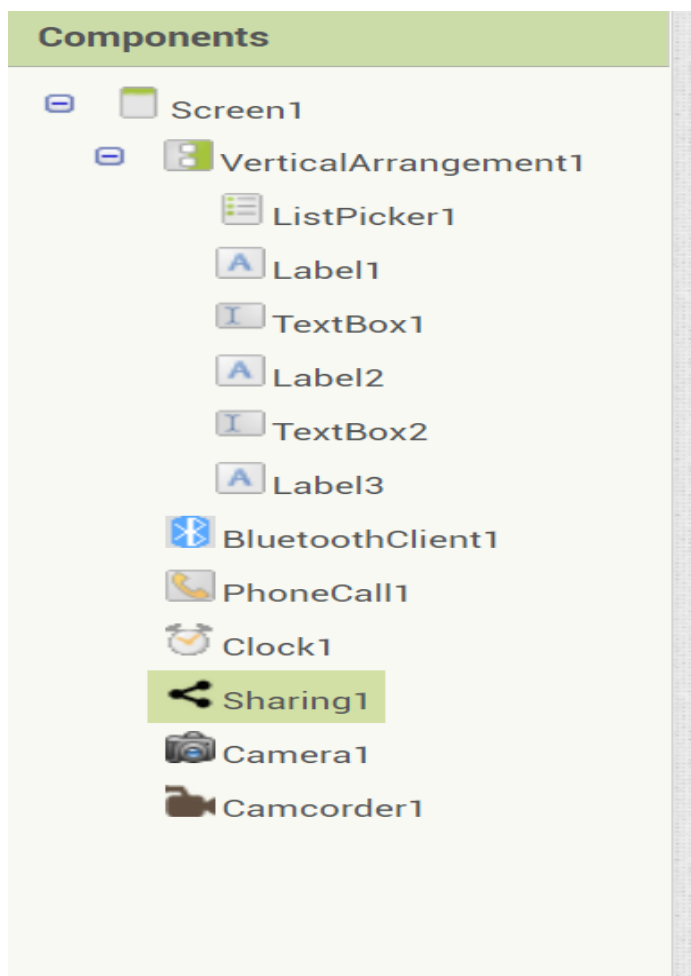 Components
Screen1
VerticalArrangement1
ListPicker1
Label1
TextBox1
Label2
TextBox2
Label3
BluetoothClient1
PhoneCall1
Clock1
Sharing1
Camera1
Camcorder1